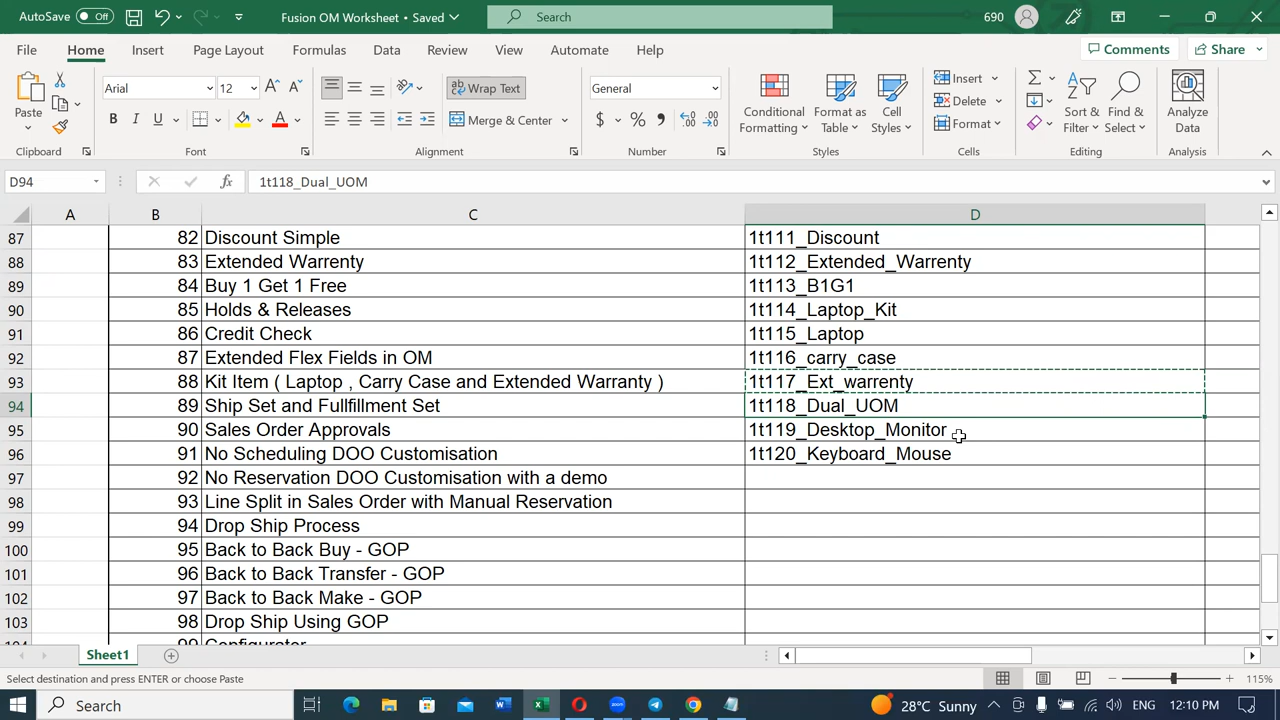 AutoSave Off Fusion OM Worksheet • Saved Search 690
File Home Insert Page Layout Formulas Data Review View Automate Help Comments Share
Paste Arial 12 Wrap Text General Conditional Formatting Format as Table Cell Styles Insert Sort & Filter Find & Select Analyze Data
B I U A Merge & Center $ % Delete
Format
Clipboard Font Alignment Number Styles Cells Editing Analysis
D94 fx 1t118_Dual_UOM
A B C D
87 82 Discount Simple 1t111_Discount
88 83 Extended Warrenty 1t112_Extended_Warrenty
89 84 Buy 1 Get 1 Free 1t113_B1G1
90 85 Holds & Releases 1t114_Laptop_Kit
91 86 Credit Check 1t115_Laptop
92 87 Extended Flex Fields in OM 1t116_carry_case
93 88 Kit Item ( Laptop , Carry Case and Extended Warranty ) 1t117_Ext_warrenty
94 89 Ship Set and Fullfillment Set 1t118_Dual_UOM
95 90 Sales Order Approvals 1t119_Desktop_Monitor
96 91 No Scheduling DOO Customisation 1t120_Keyboard_Mouse
97 92 No Reservation DOO Customisation with a demo
98 93 Line Split in Sales Order with Manual Reservation
99 94 Drop Ship Process
100 95 Back to Back Buy - GOP
101 96 Back to Back Transfer - GOP
102 97 Back to Back Make - GOP
103 98 Drop Ship Using GOP
104 99 Configurator
Sheet1
Select destination and press ENTER or choose Paste 115%
Search 28°C Sunny ENG 12:10 PM